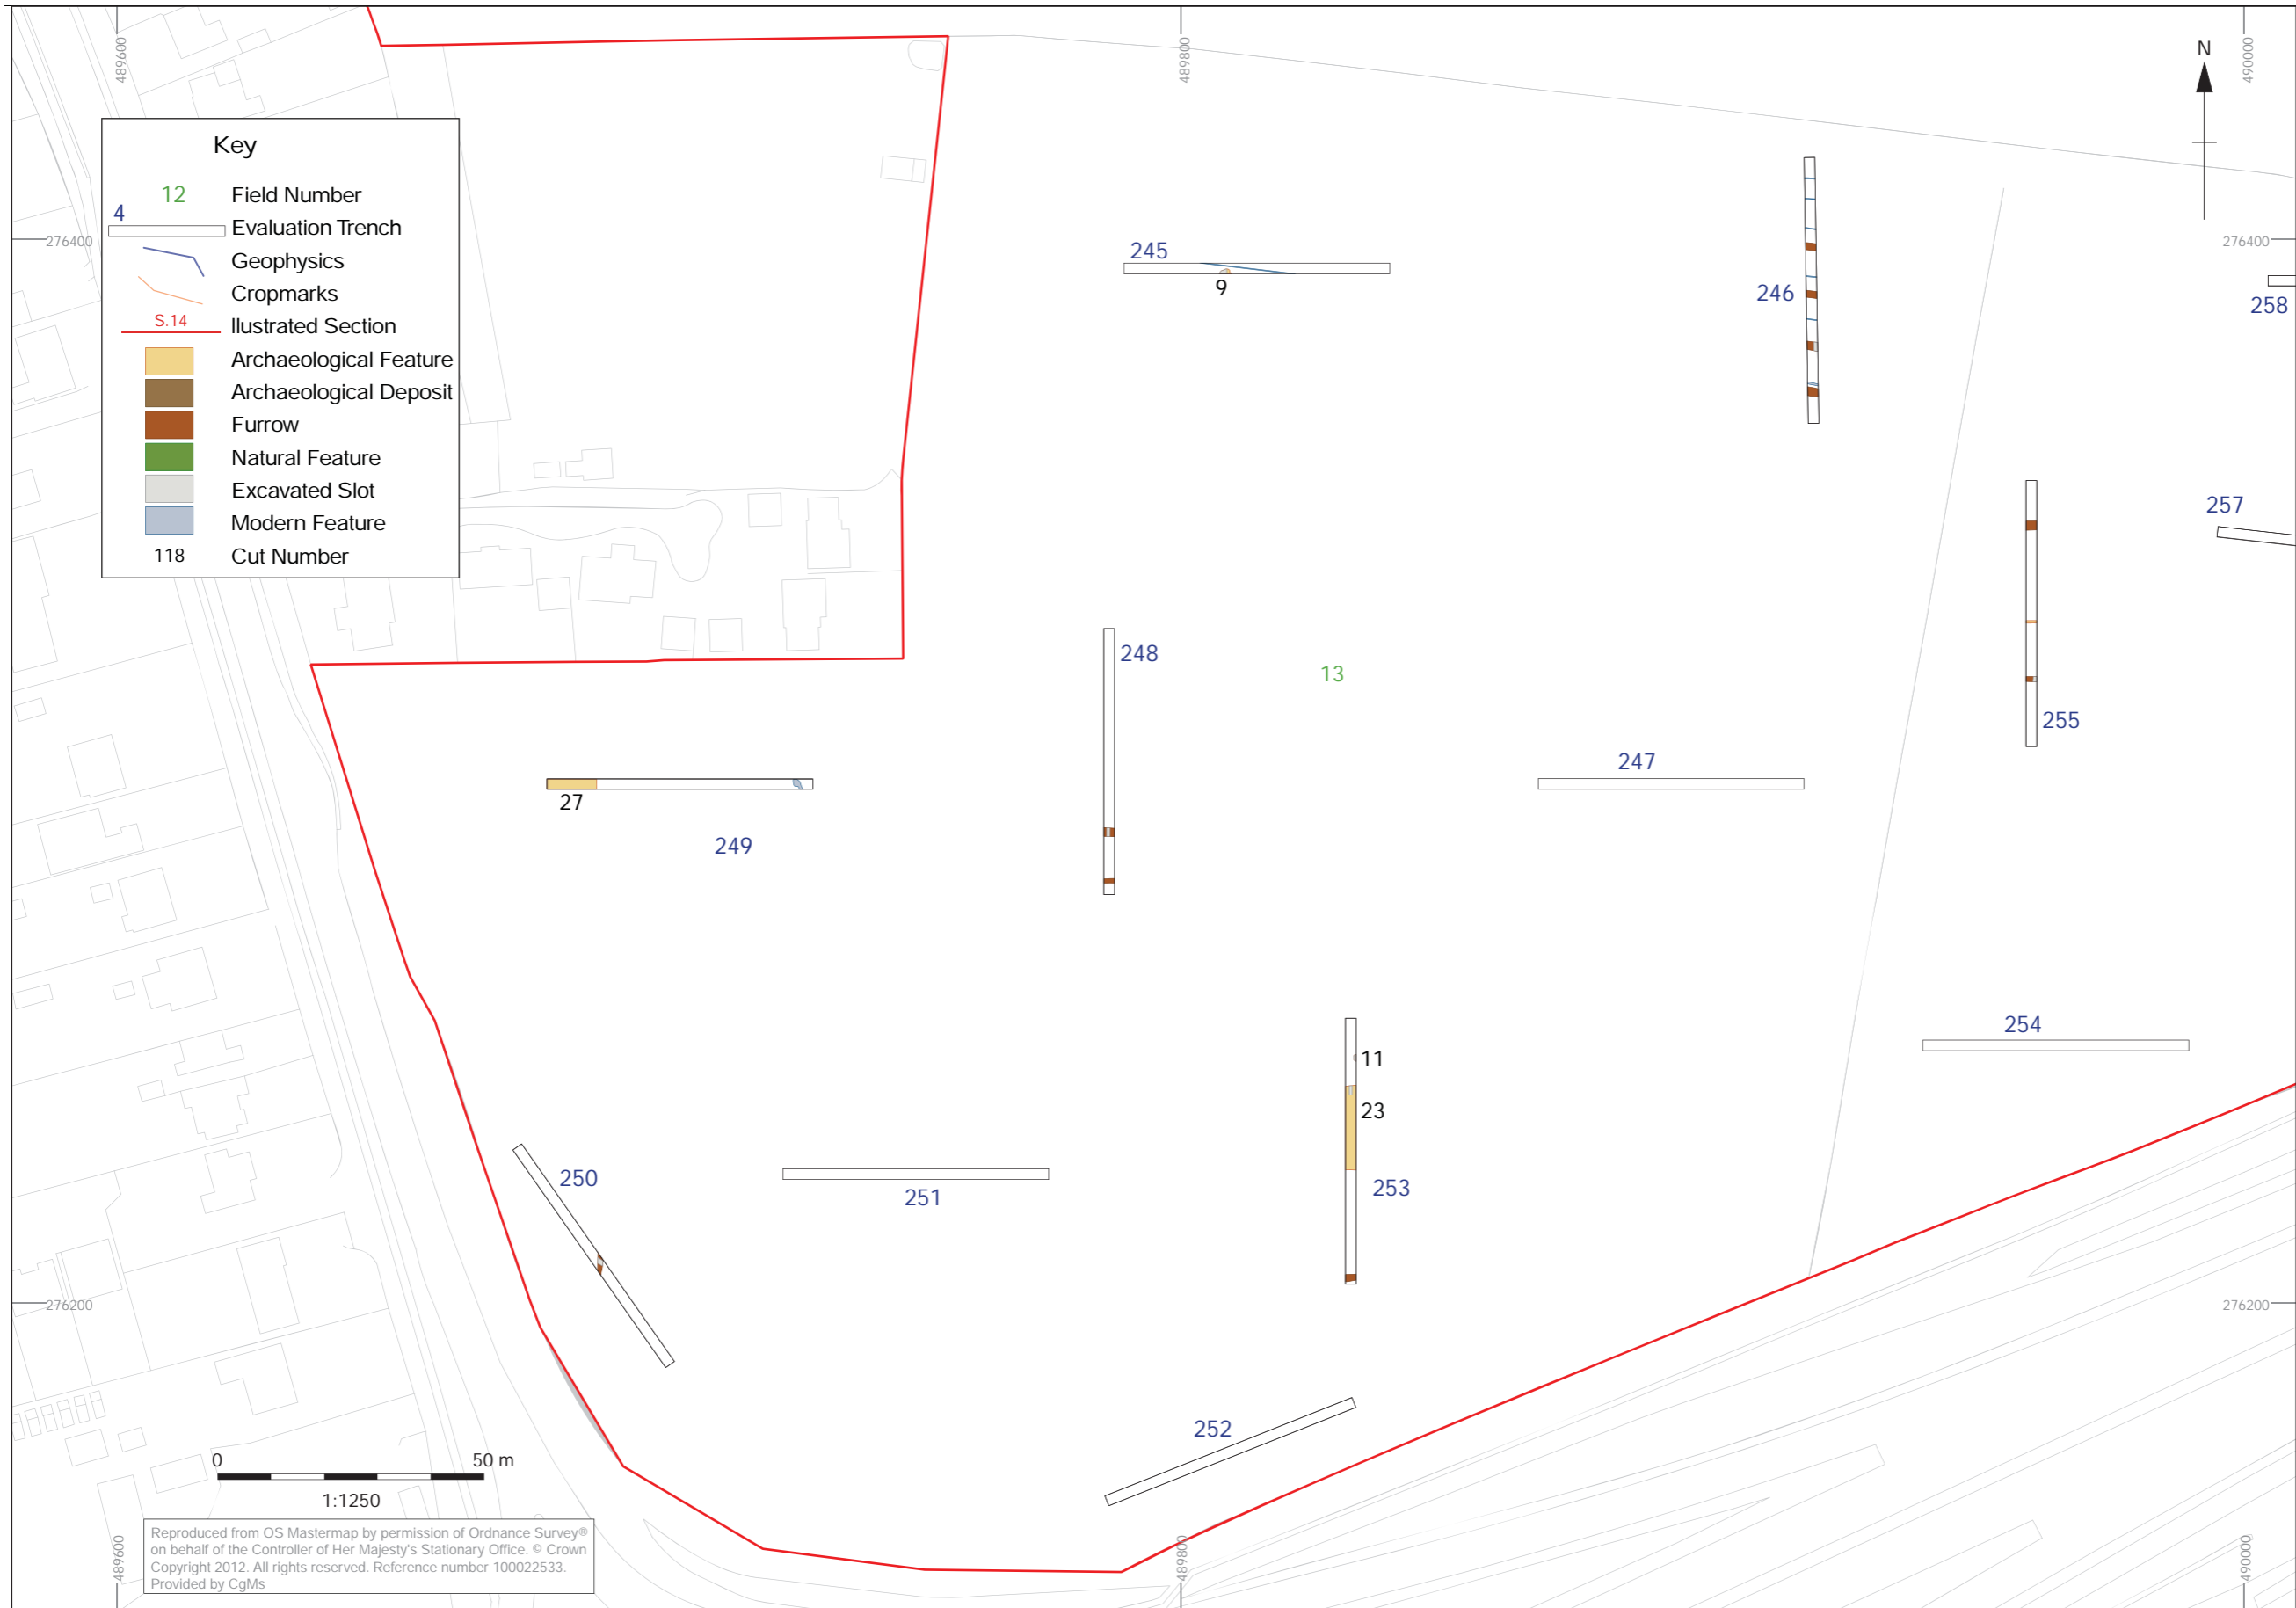 489600
489800
490000
N
Key
12 Field Number
4 Evaluation Trench
Geophysics
Cropmarks
S.14 Ilustrated Section
Archaeological Feature
Archaeological Deposit
Furrow
Natural Feature
Excavated Slot
Modern Feature
118 Cut Number
276400
276400
245
9
246
258
257
248
13
255
247
27
249
254
11
23
253
250
251
276200
276200
252
0 50 m
1:1250
Reproduced from OS Mastermap by permission of Ordnance Survey®
on behalf of the Controller of Her Majesty's Stationary Office. © Crown
Copyright 2012. All rights reserved. Reference number 100022533.
Provided by CgMs
489600
489800
490000